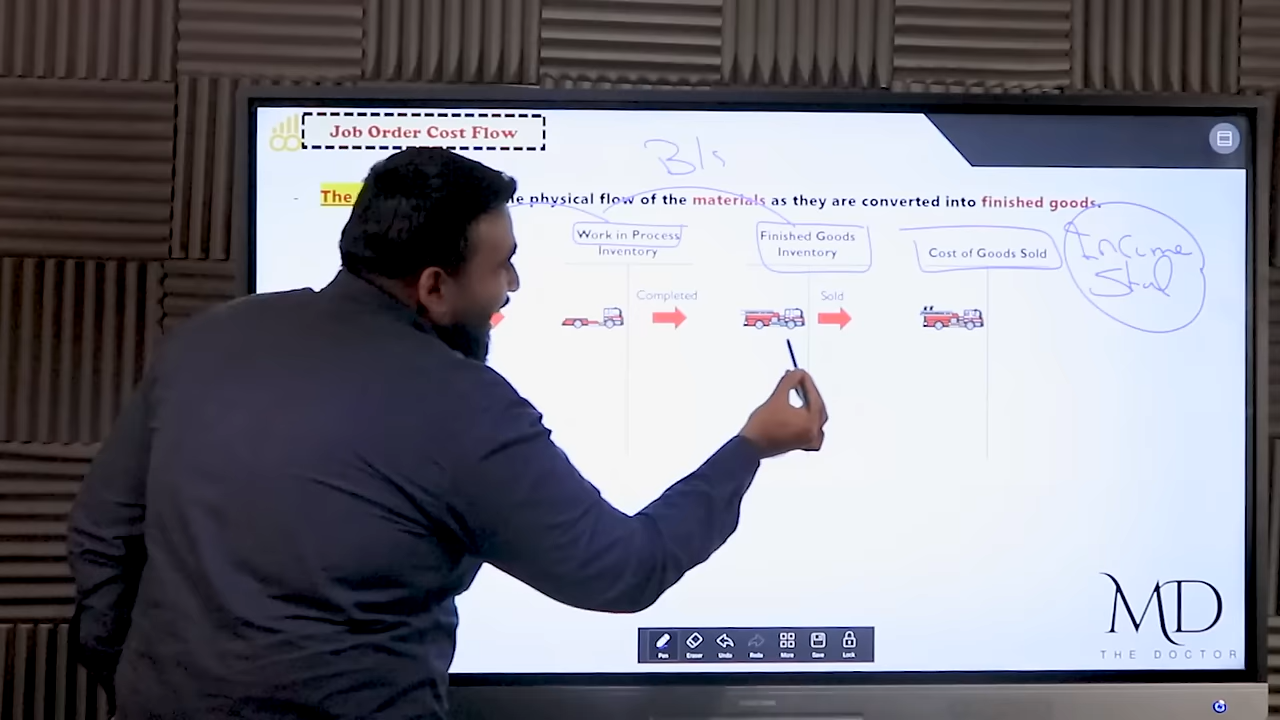 Job Order Cost Flow
B/s
- The
physical flow of the materials as they are converted into finished goods.
Work in Process
Inventory
Finished Goods
Inventory
Cost of Goods Sold
Income
Completed
Sold
MD
THE DOCTOR
Pen Eraser Undo Redo More Save Lock